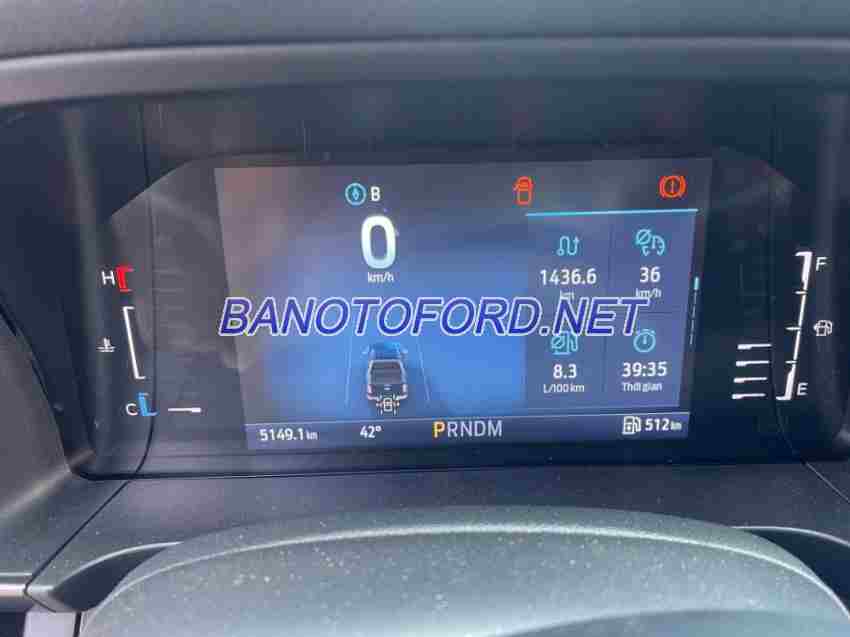 B
0
km/h
H
C
1436.6
km
36
km/h
8.3
L/100 km
39:35
Thời gian
BANOTOFORD.NET
F
E
5149.1 km
42°
PRNDM
512 km